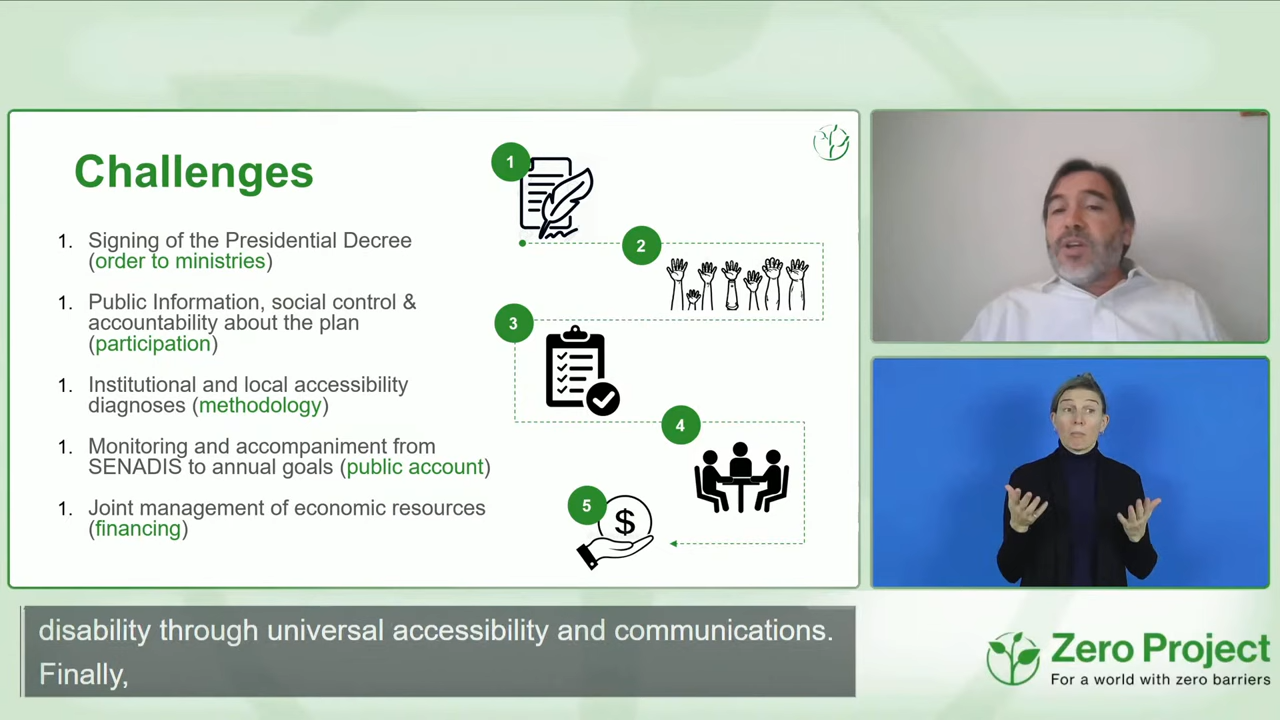 Challenges
1. Signing of the Presidential Decree
(order to ministries)
1. Public Information, social control &
accountability about the plan
(participation)
1. Institutional and local accessibility
diagnoses (methodology)
1. Monitoring and accompaniment from
SENADIS to annual goals (public account)
1. Joint management of economic resources
(financing)
1
2
3
4
5
$
disability through universal accessibility and communications.
Finally,
Zero Project
For a world with zero barriers